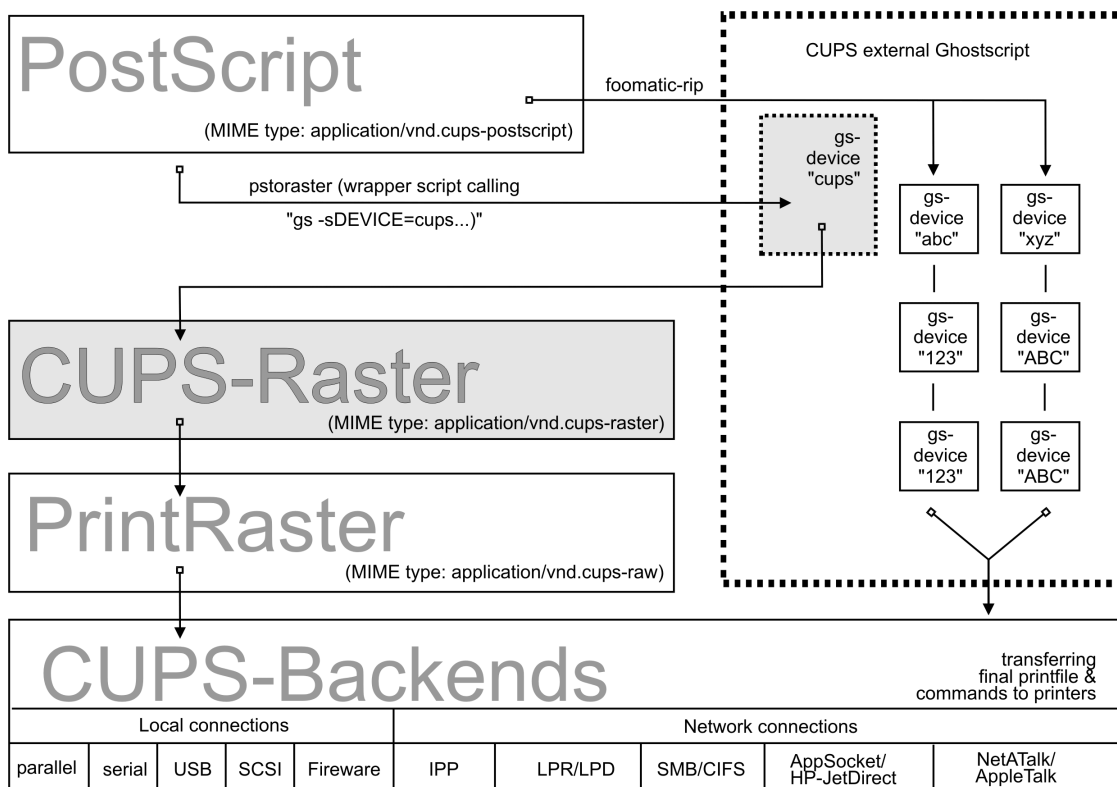 PostScript
(MIME type: application/vnd.cups-postscript)
foomatic-rip
CUPS external Ghostscript
pstoraster (wrapper script calling
"gs -sDEVICE=cups...)"
gs-
device
"cups"
gs-
device
"abc"
gs-
device
"xyz"
gs-
device
"123"
gs-
device
"ABC"
gs-
device
"123"
gs-
device
"ABC"
CUPS-Raster
(MIME type: application/vnd.cups-raster)
PrintRaster
(MIME type: application/vnd.cups-raw)
CUPS-Backends
transferring
final printfile &
commands to printers
Local connections
Network connections
parallel
serial
USB
SCSI
Fireware
IPP
LPR/LPD
SMB/CIFS
AppSocket/
HP-JetDirect
NetATalk/
AppleTalk